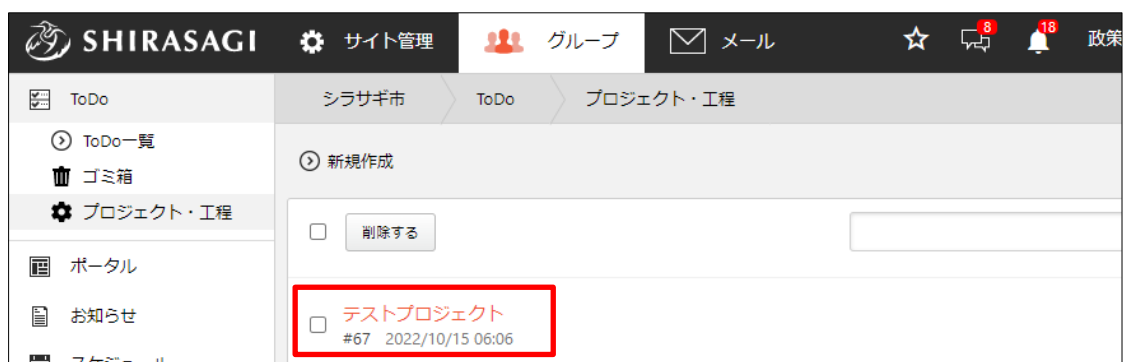 SHIRASAGI サイト管理 グループ メール 8 18 政策
ToDo シラサギ市 ToDo プロジェクト・工程
ToDo一覧
新規作成
ゴミ箱
プロジェクト・工程
削除する
ポータル
お知らせ
テストプロジェクト
#67 2022/10/15 06:06